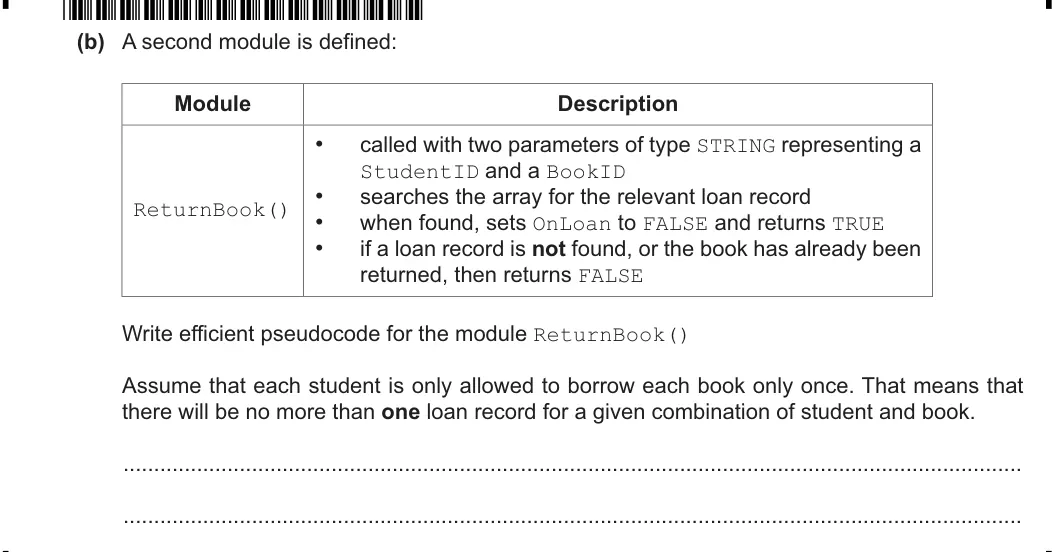 (b) A second module is defined:
Module Description
• called with two parameters of type STRING representing a
StudentID and a BookID
• searches the array for the relevant loan record
ReturnBook()
• when found, sets OnLoan to FALSE and returns TRUE
• if a loan record is not found, or the book has already been
returned, then returns FALSE
Write efficient pseudocode for the module ReturnBook()
Assume that each student is only allowed to borrow each book only once. That means that
there will be no more than one loan record for a given combination of student and book.